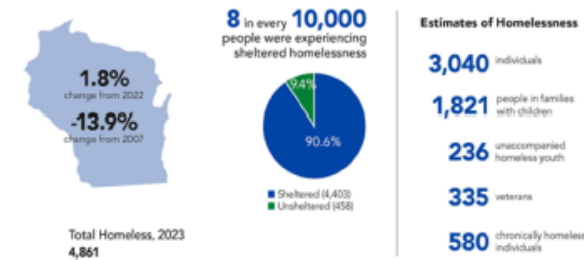 1.8%
change from 2022
-13.9%
change from 2007
Total Homeless, 2023
4,861
8 in every 10,000
people were experiencing
sheltered homelessness
9.4%
90.6%
Sheltered (4,403)
Unsheltered (458)
Estimates of Homelessness
3,040 individuals
1,821 people in families
with children
236 unaccompanied
homeless youth
335 veterans
580 chronically homeless
individuals